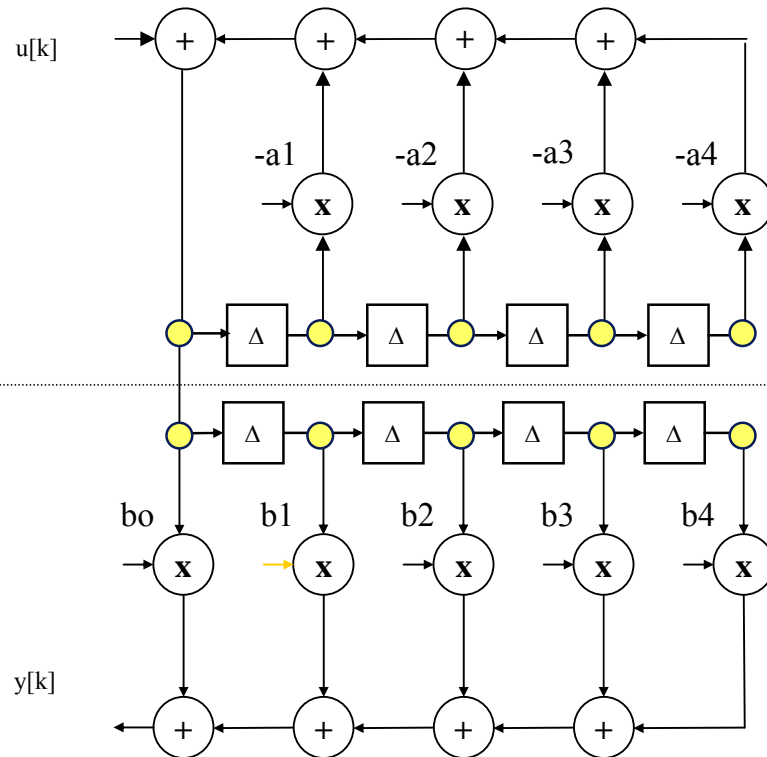 u[k] + + + +
-a1 -a2 -a3 -a4
x x x x
Δ Δ Δ Δ
Δ Δ Δ Δ
bo b1 b2 b3 b4
x x x x x
y[k]
+ + + +